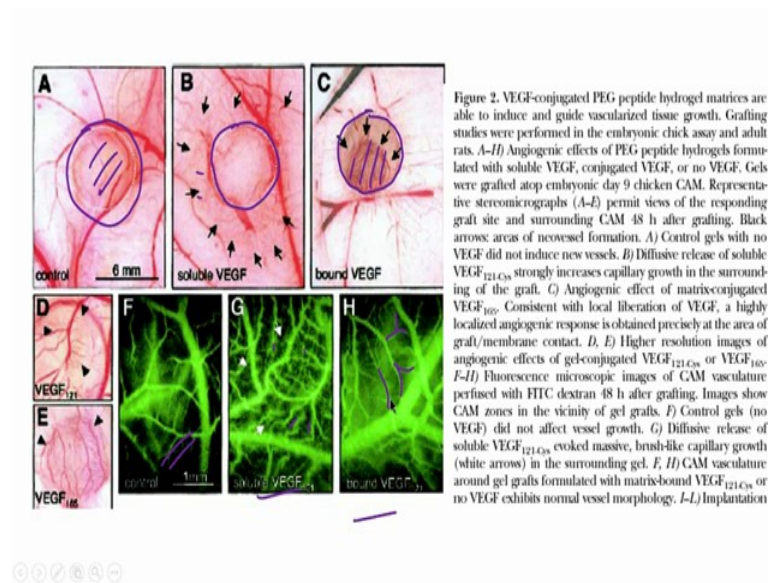 A
B
C
control
6 mm
soluble VEGF
bound VEGF
D
VEGF121
E
VEGF165
F
control
1mm
G
soluble VEGF
H
bound VEGF
Figure 2. VEGF-conjugated PEG peptide hydrogel matrices are
able to induce and guide vascularized tissue growth. Grafting
studies were performed in the embryonic chick assay and adult
rats. A–H) Angiogenic effects of PEG peptide hydrogels formu-
lated with soluble VEGF, conjugated VEGF, or no VEGF. Gels
were grafted atop embryonic day 9 chicken CAM. Representa-
tive stereomicrographs (A–E) permit views of the responding
graft site and surrounding CAM 48 h after grafting. Black
arrows: areas of neovessel formation. A) Control gels with no
VEGF did not induce new vessels. B) Diffusive release of soluble
VEGF121-Cys strongly increases capillary growth in the surround-
ing of the graft. C) Angiogenic effect of matrix-conjugated
VEGF165. Consistent with local liberation of VEGF, a highly
localized angiogenic response is obtained precisely at the area of
graft/membrane contact. D, E) Higher resolution images of
angiogenic effects of gel-conjugated VEGF121-Cys or VEGF165.
F–H) Fluorescence microscopic images of CAM vasculature
perfused with FITC dextran 48 h after grafting. Images show
CAM zones in the vicinity of gel grafts. F) Control gels (no
VEGF) did not affect vessel growth. G) Diffusive release of
soluble VEGF121-Cys evoked massive, brush-like capillary growth
(white arrows) in the surrounding gel. F, H) CAM vasculature
around gel grafts formulated with matrix-bound VEGF121-Cys or
no VEGF exhibits normal vessel morphology. I–L) Implantation